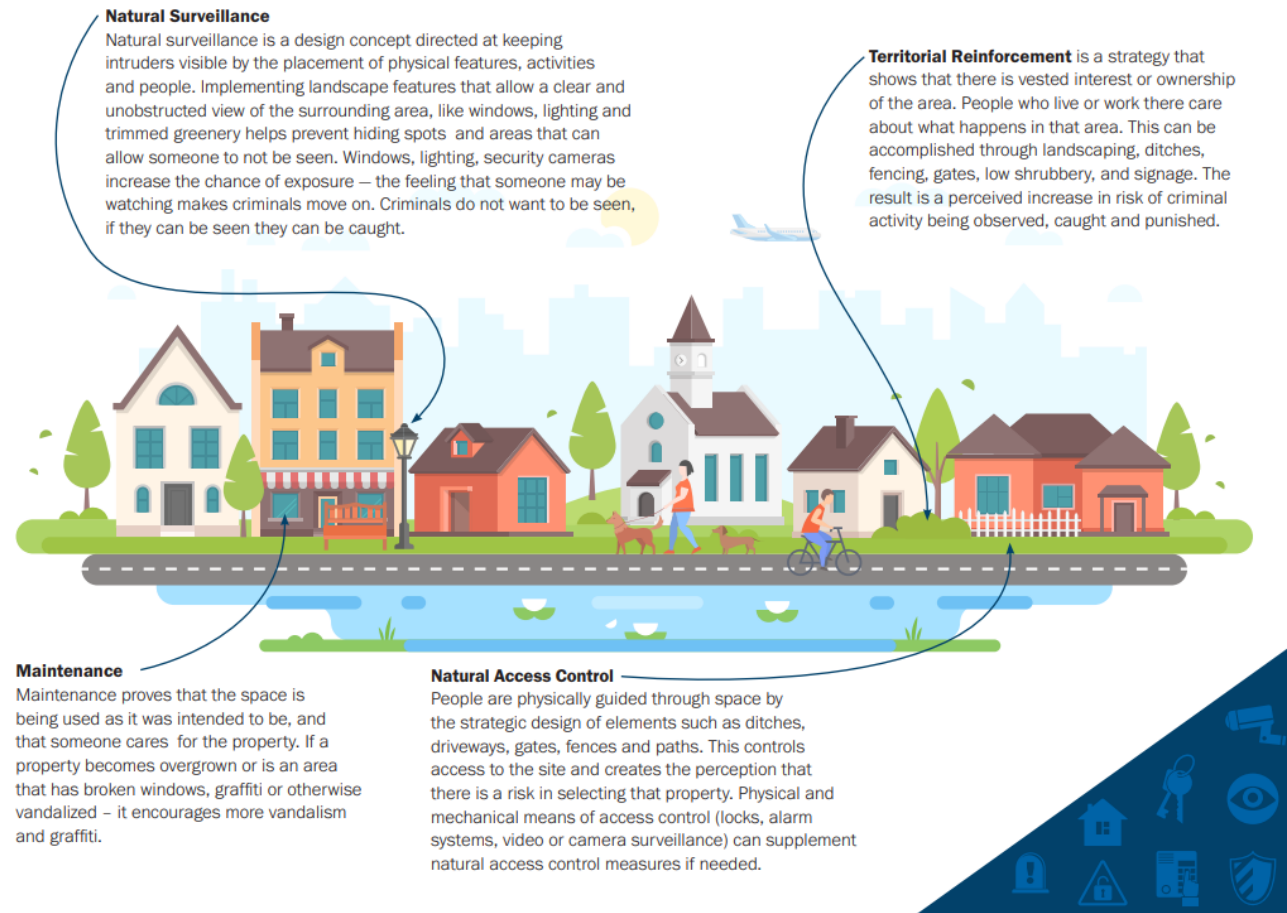 Natural Surveillance
Natural surveillance is a design concept directed at keeping
intruders visible by the placement of physical features, activities
and people. Implementing landscape features that allow a clear and
unobstructed view of the surrounding area, like windows, lighting and
trimmed greenery helps prevent hiding spots and areas that can
allow someone to not be seen. Windows, lighting, security cameras
increase the chance of exposure — the feeling that someone may be
watching makes criminals move on. Criminals do not want to be seen,
if they can be seen they can be caught.
Territorial Reinforcement is a strategy that
shows that there is vested interest or ownership
of the area. People who live or work there care
about what happens in that area. This can be
accomplished through landscaping, ditches,
fencing, gates, low shrubbery, and signage. The
result is a perceived increase in risk of criminal
activity being observed, caught and punished.
Maintenance
Maintenance proves that the space is
being used as it was intended to be, and
that someone cares for the property. If a
property becomes overgrown or is an area
that has broken windows, graffiti or otherwise
vandalized – it encourages more vandalism
and graffiti.
Natural Access Control
People are physically guided through space by
the strategic design of elements such as ditches,
driveways, gates, fences and paths. This controls
access to the site and creates the perception that
there is a risk in selecting that property. Physical and
mechanical means of access control (locks, alarm
systems, video or camera surveillance) can supplement
natural access control measures if needed.